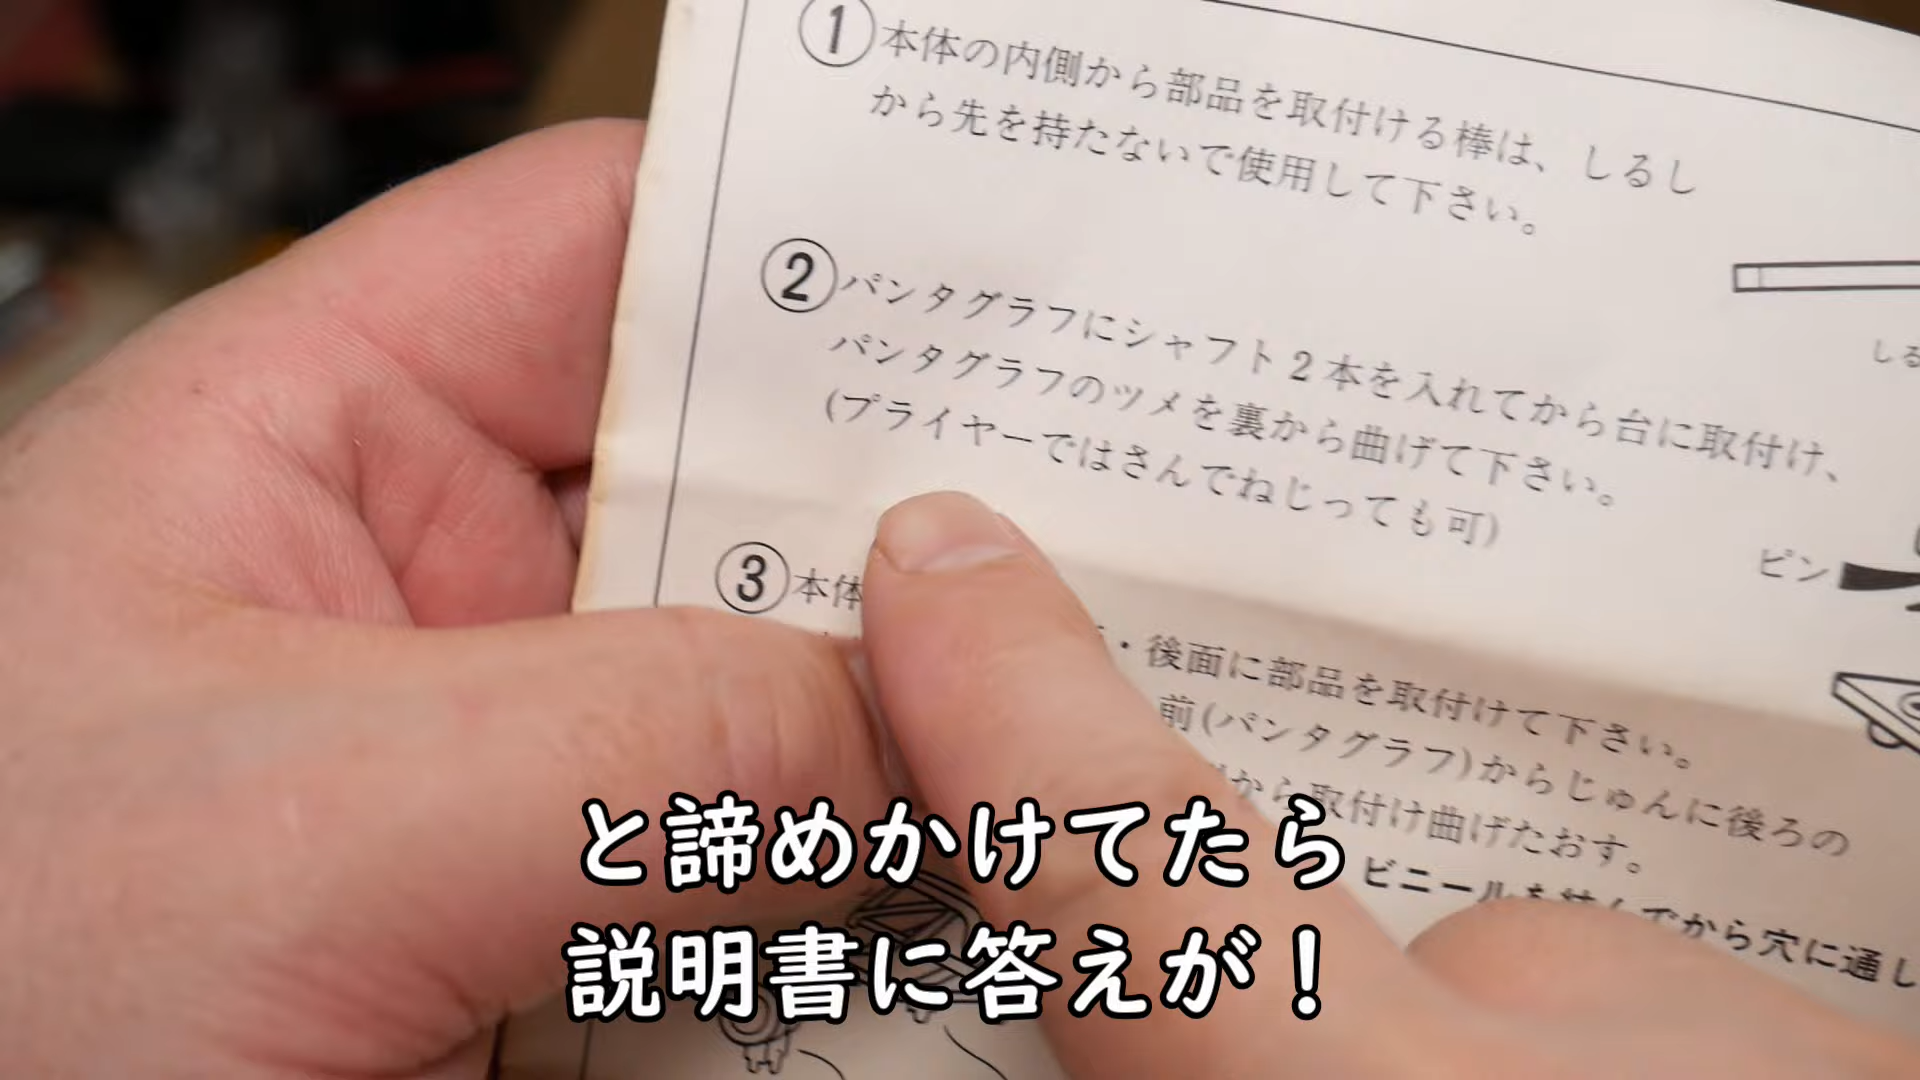 ①本体の内側から部品を取付ける棒は、しるし
から先を持たないで使用して下さい。
②パンタグラフにシャフト2本を入れてから台に取付け、
パンタグラフのツメを裏から曲げて下さい。
(プライヤーではさんでねじっても可)
しる
ピン
③本体
・後面に部品を取付けて下さい。
前(パンタグラフ)からじゅんに後ろの
から取付け曲げたおす。
ビニールを
から穴に通し
と諦めかけてたら
説明書に答えが!